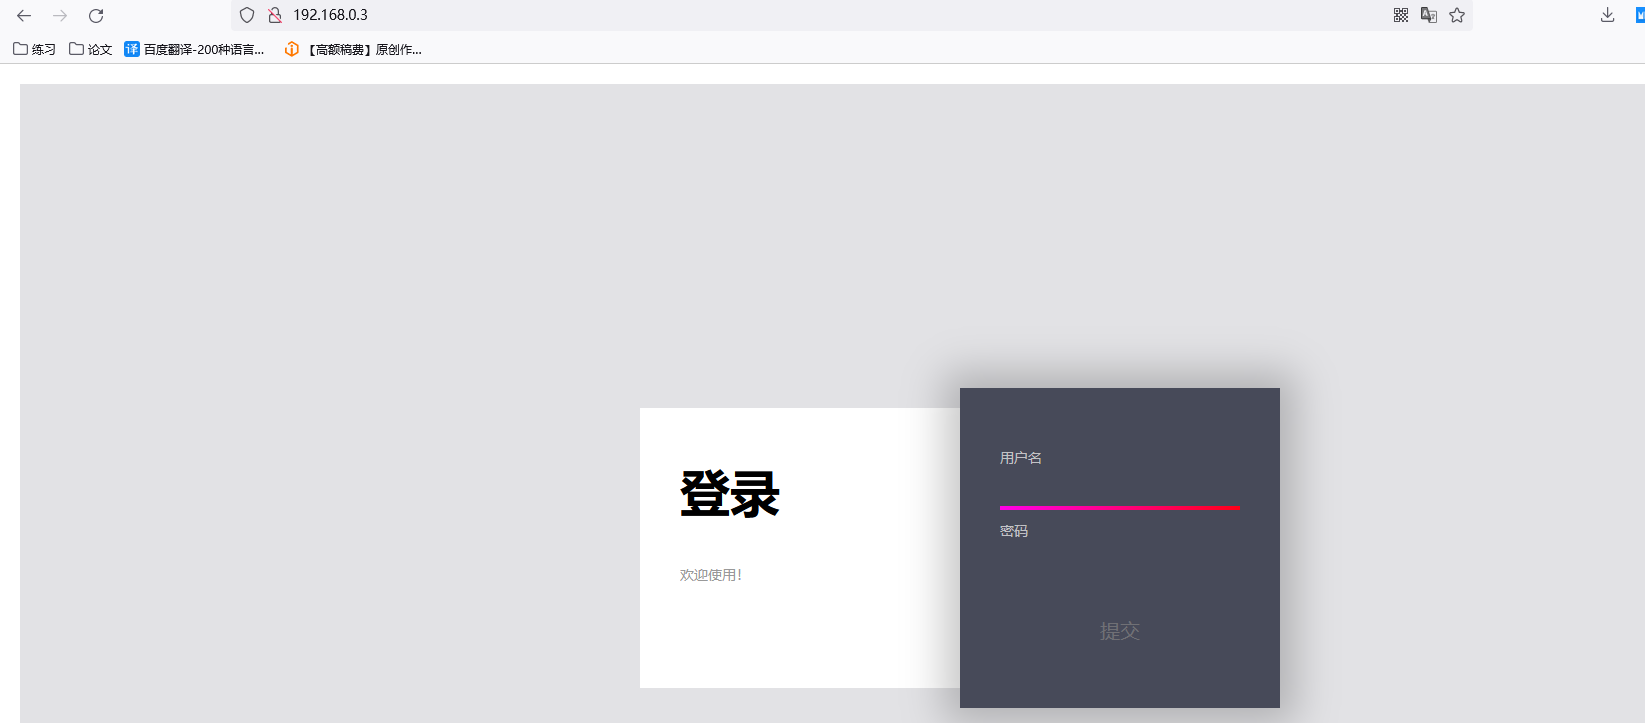 192.168.0.3
练习 论文 译 百度翻译-200种语言... 【高额稿费】原创作...
登录
欢迎使用!
用户名
密码
提交